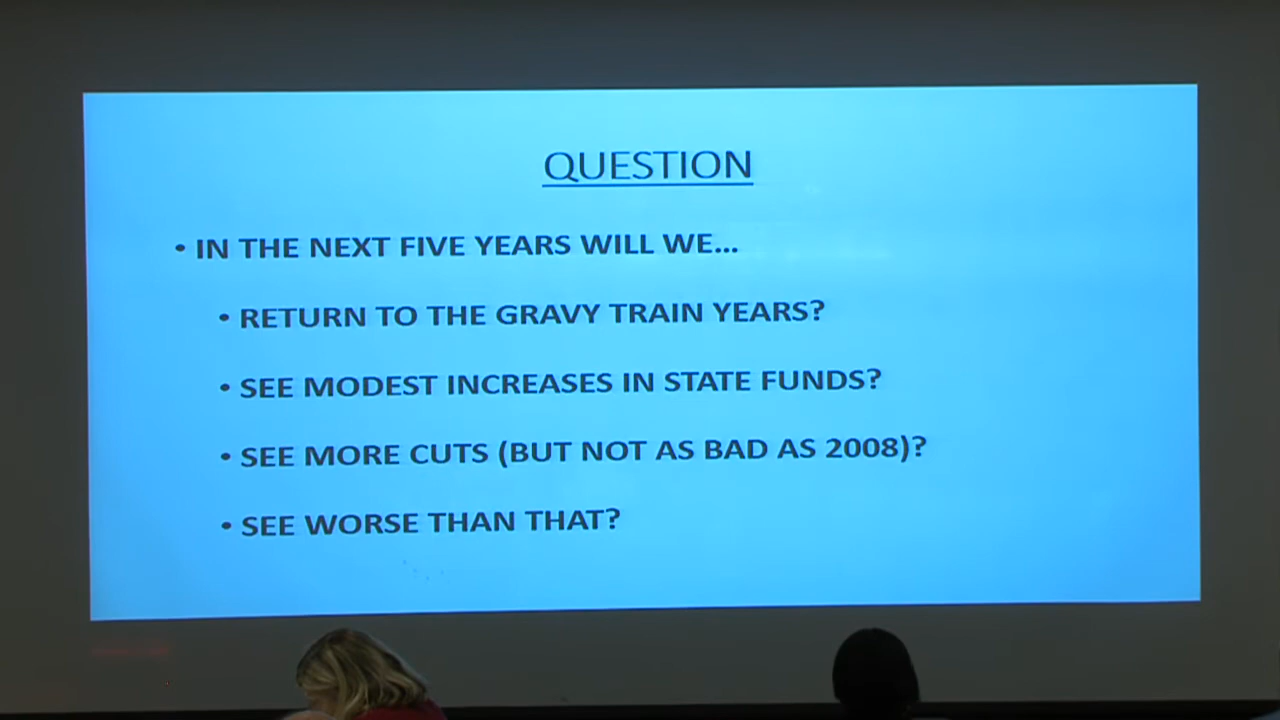 QUESTION
• IN THE NEXT FIVE YEARS WILL WE...
• RETURN TO THE GRAVY TRAIN YEARS?
• SEE MODEST INCREASES IN STATE FUNDS?
• SEE MORE CUTS (BUT NOT AS BAD AS 2008)?
• SEE WORSE THAN THAT?